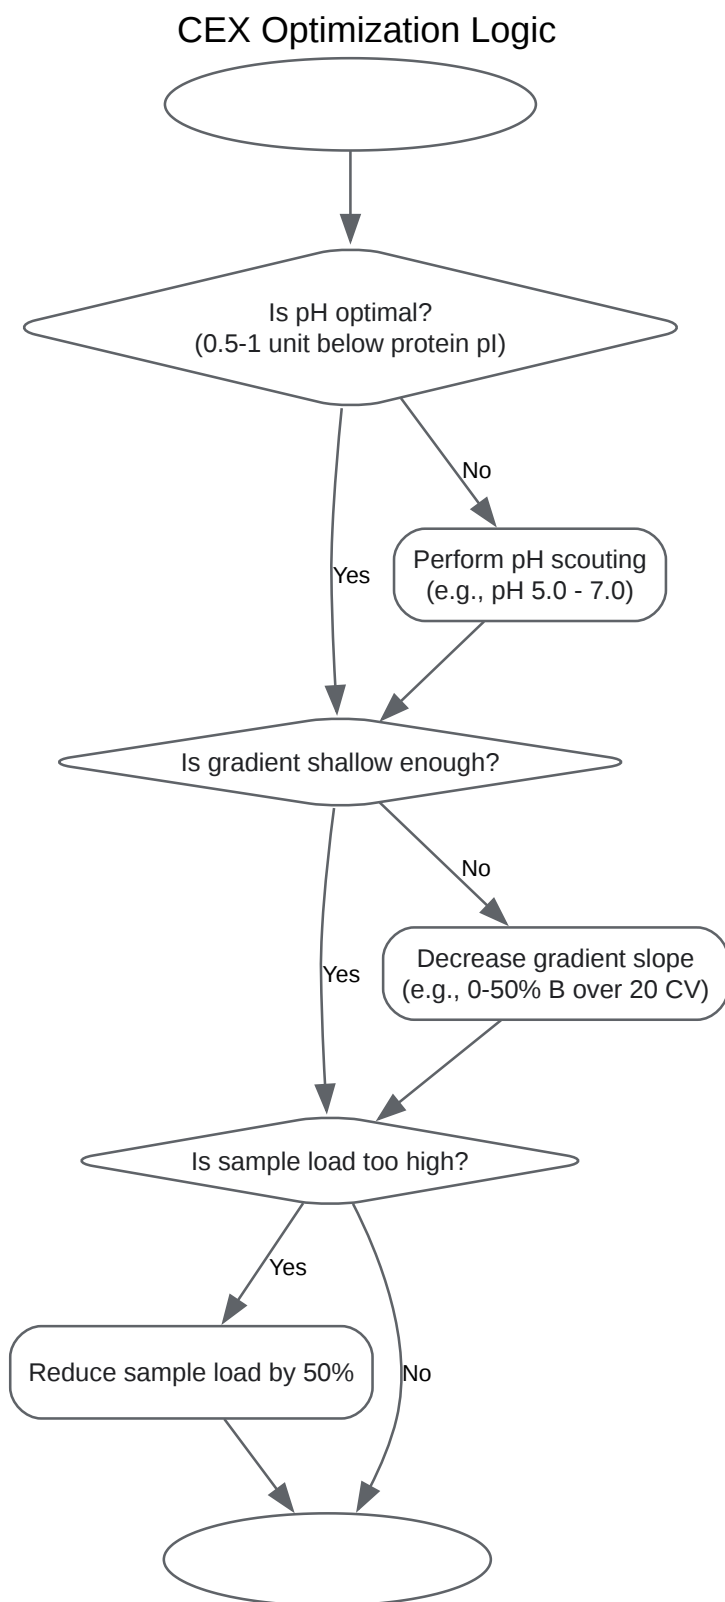 CEX Optimization Logic
Is pH optimal?
(0.5-1 unit below protein pI)
No
Yes
Perform pH scouting
(e.g., pH 5.0 - 7.0)
Is gradient shallow enough?
No
Yes
Decrease gradient slope
(e.g., 0-50% B over 20 CV)
Is sample load too high?
Yes
Reduce sample load by 50%
No